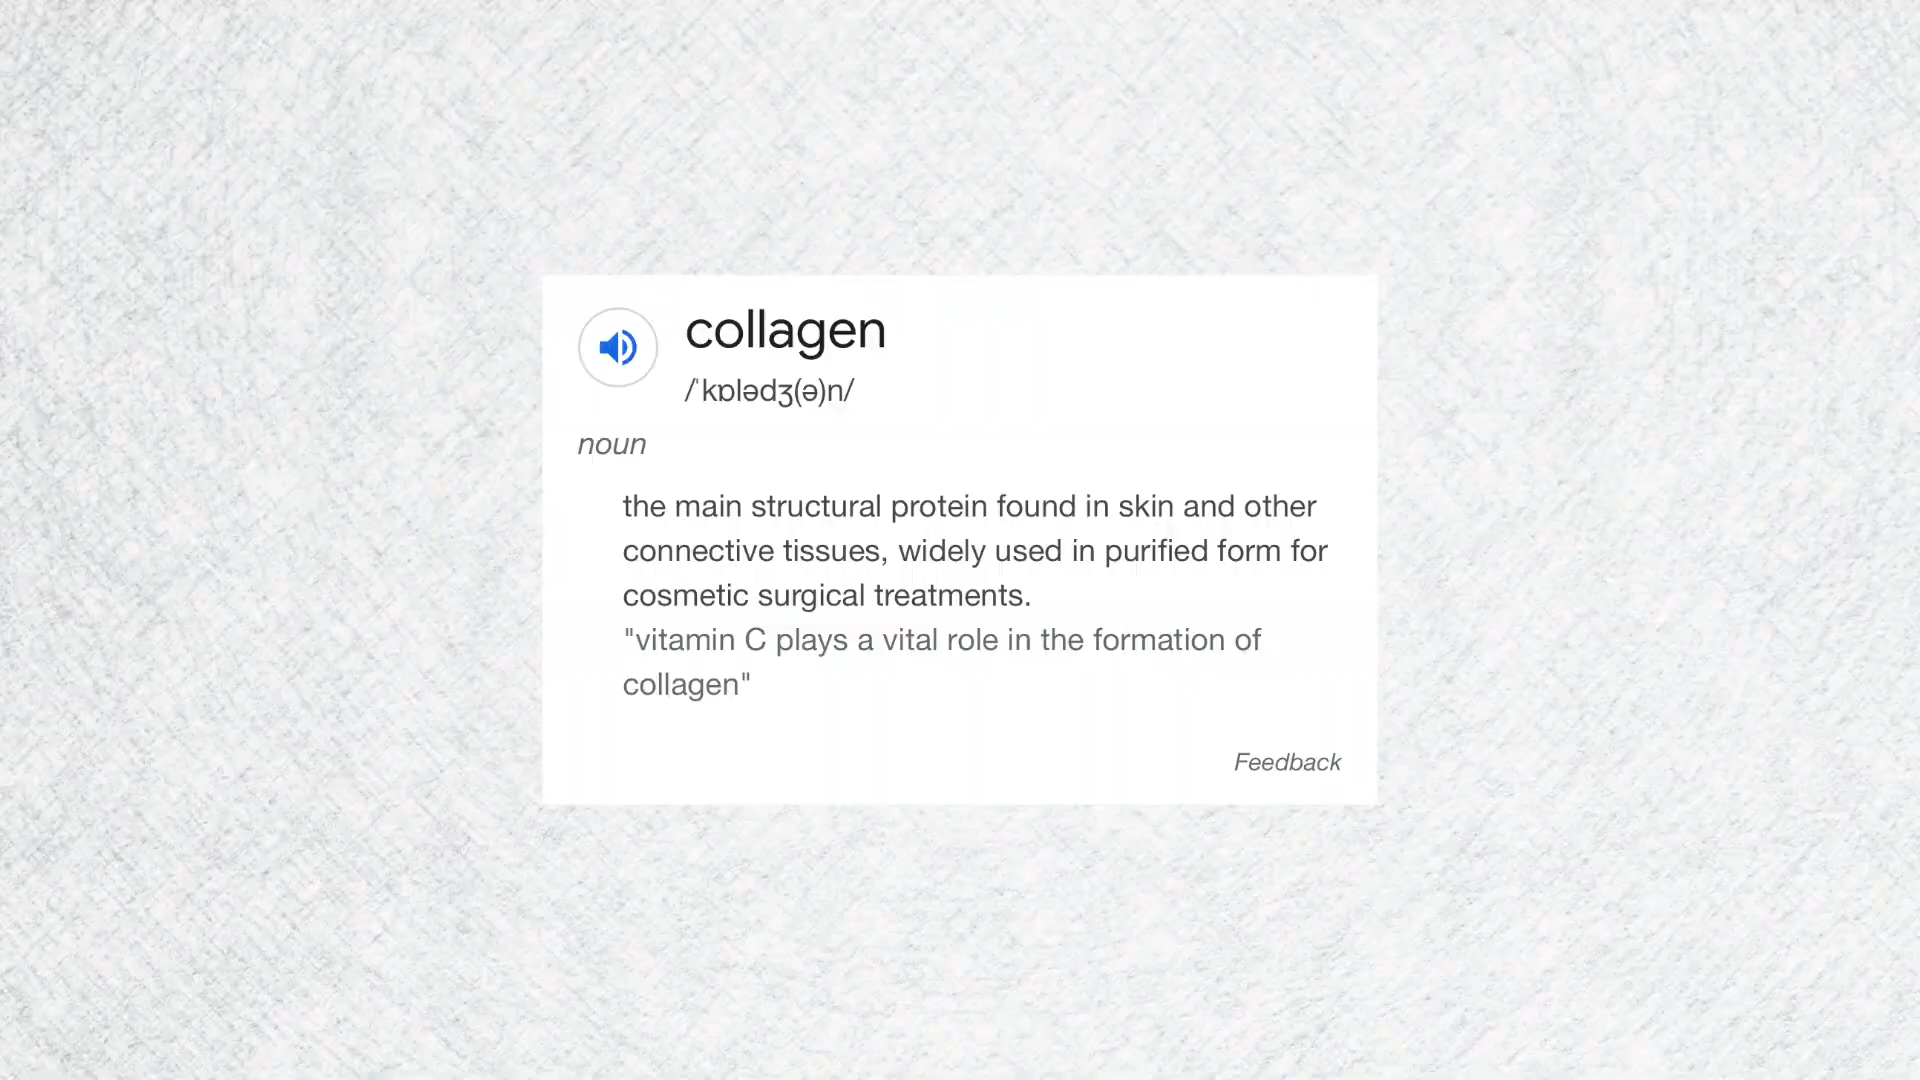 collagen
/ˈkɒlədʒ(ə)n/
noun
the main structural protein found in skin and other
connective tissues, widely used in purified form for
cosmetic surgical treatments.
"vitamin C plays a vital role in the formation of
collagen"
Feedback